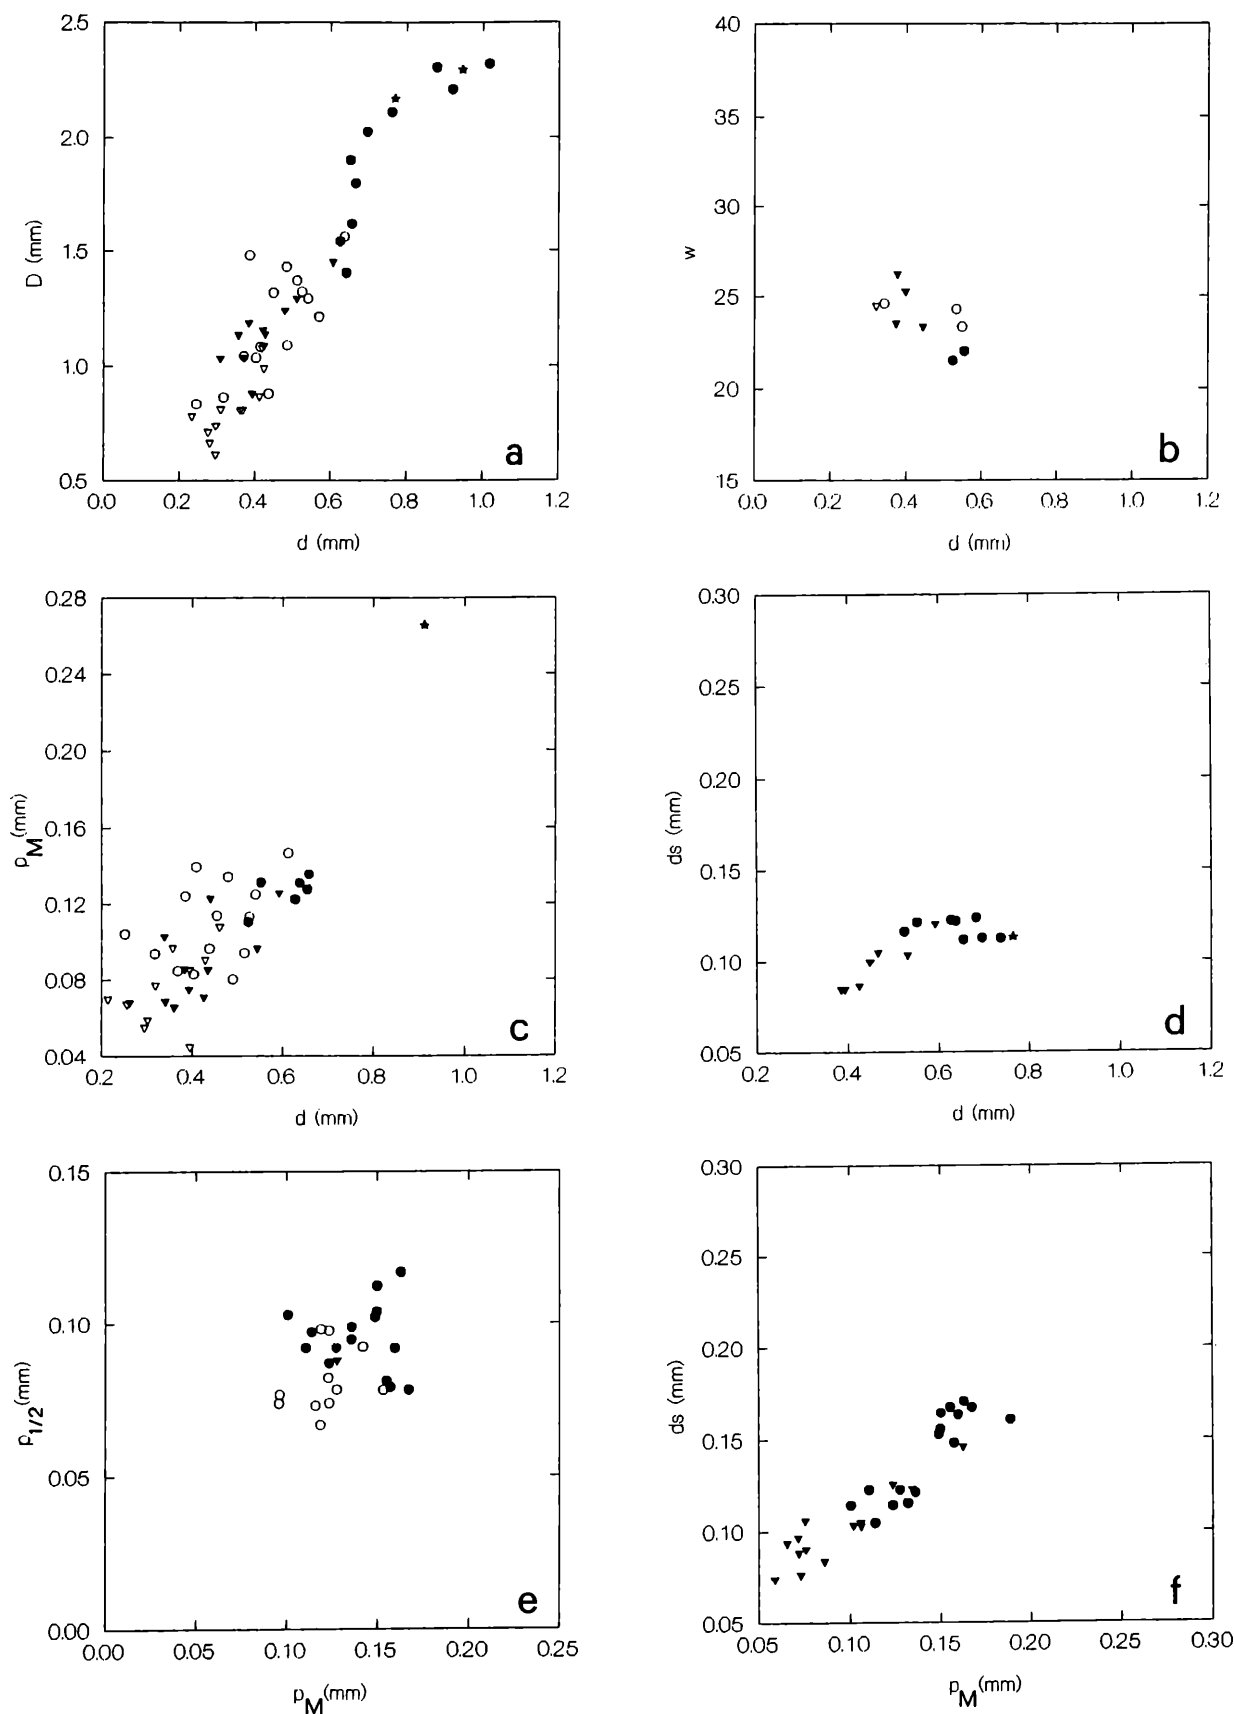 2.5
2.0
1.5
1.0
0.5
D (mm)
0.0 0.2 0.4 0.6 0.8 1.0 1.2
d (mm)
a
40
35
30
25
20
15
w
0.0 0.2 0.4 0.6 0.8 1.0 1.2
d (mm)
b
0.28
0.24
0.20
0.16
0.12
0.08
0.04
pM (mm)
0.2 0.4 0.6 0.8 1.0 1.2
d (mm)
c
0.30
0.25
0.20
0.15
0.10
0.05
ds (mm)
0.2 0.4 0.6 0.8 1.0 1.2
d (mm)
d
0.15
0.10
0.05
0.00
p1/2 (mm)
0.00 0.05 0.10 0.15 0.20 0.25
pM (mm)
e
0.30
0.25
0.20
0.15
0.10
0.05
ds (mm)
0.05 0.10 0.15 0.20 0.25 0.30
pM (mm)
f